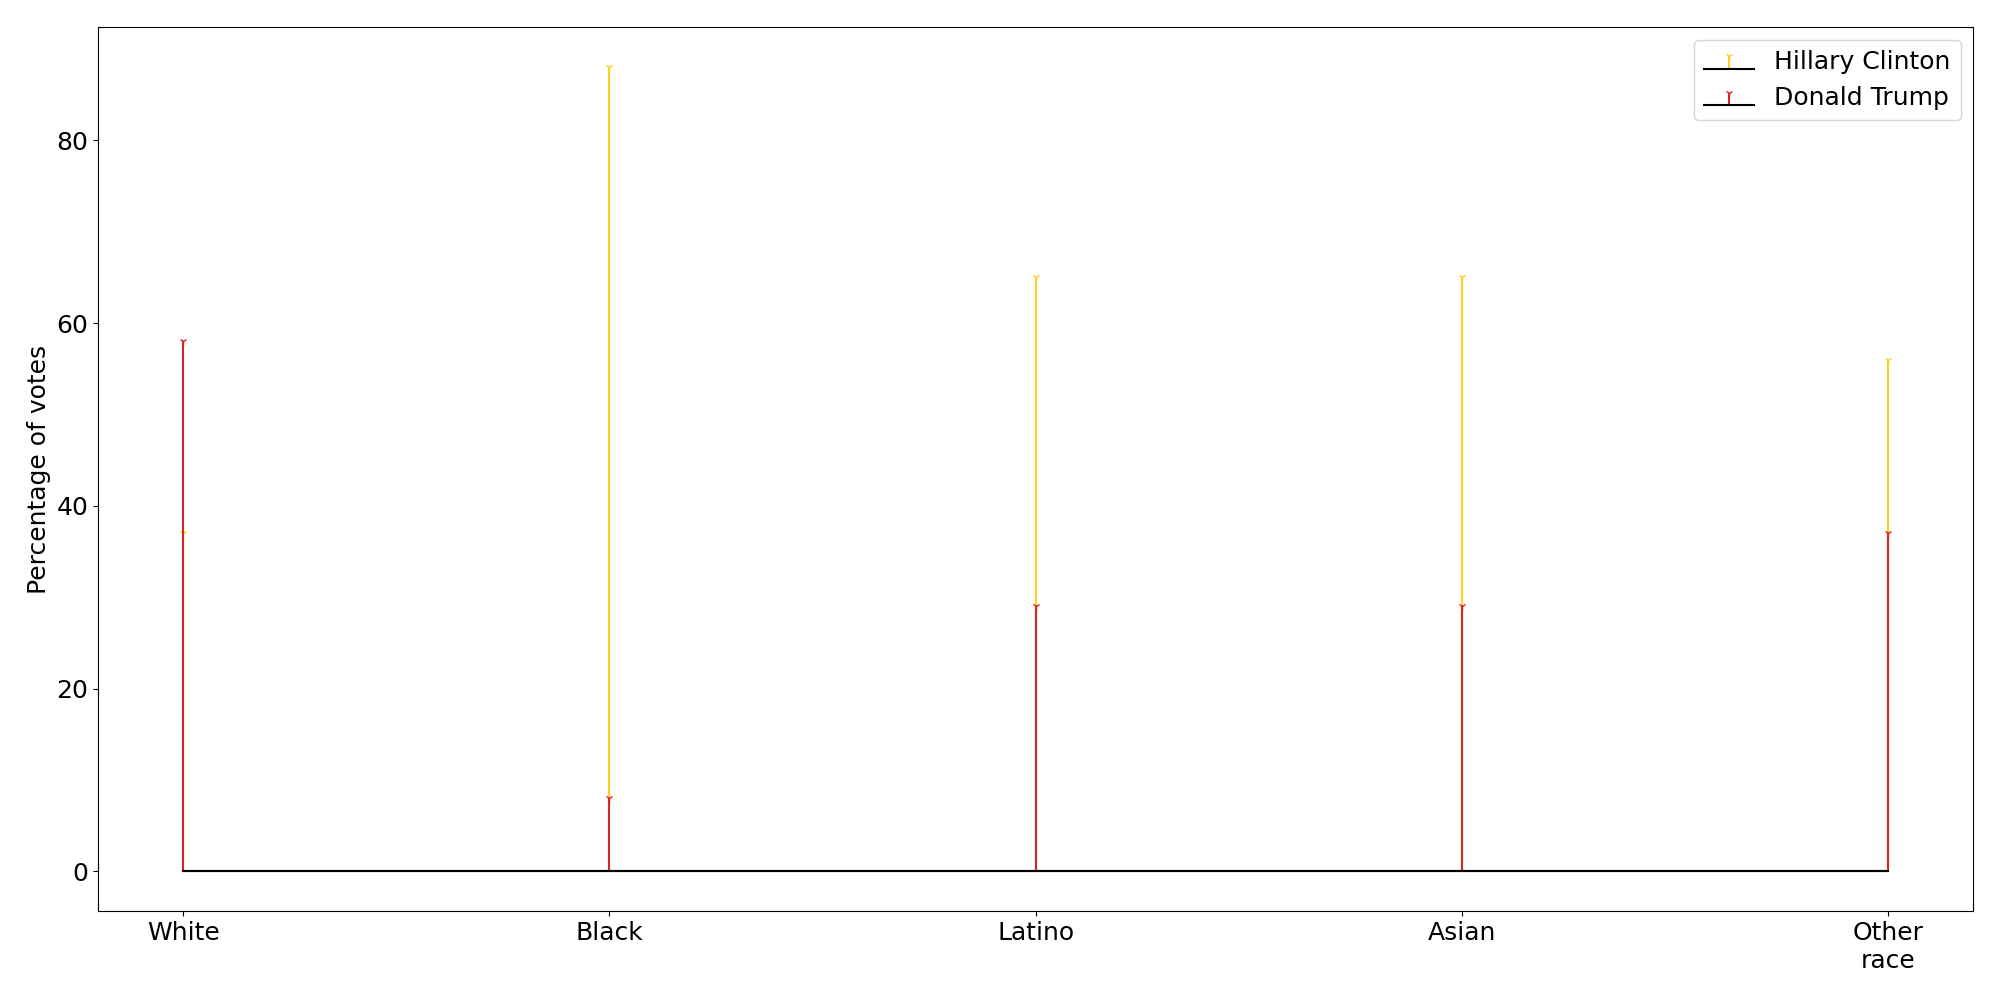 Hillary Clinton
Donald Trump
Percentage of votes
80
60
40
20
0
White
Black
Latino
Asian
Other
race